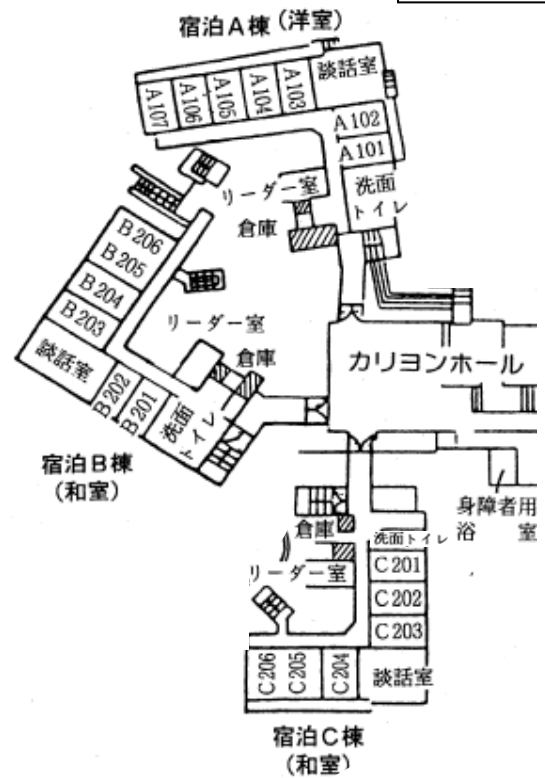 宿泊A棟(洋室)
談話室
A103
A104
A105
A106
A107
A102
A101
洗面
トイレ
リーダー室
倉庫
B206
B205
B204
B203
談話室
B202
B201
洗面
トイレ
リーダー室
倉庫
カリヨンホール
宿泊B棟
(和室)
身障者用
浴室
倉庫
洗面トイレ
リーダー室
C201
C202
C203
C206
C205
C204
談話室
宿泊C棟
(和室)